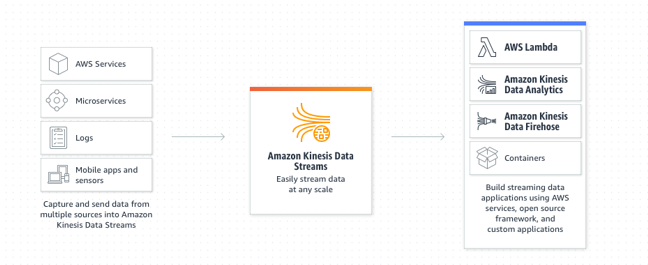 AWS Services
Microservices
Logs
Mobile apps and
sensors
Capture and send data from
multiple sources into Amazon
Kinesis Data Streams
Amazon Kinesis Data
Streams
Easily stream data
at any scale
AWS Lambda
Amazon Kinesis
Data Analytics
Amazon Kinesis
Data Firehose
Containers
Build streaming data
applications using AWS
services, open source
framework, and
custom applications